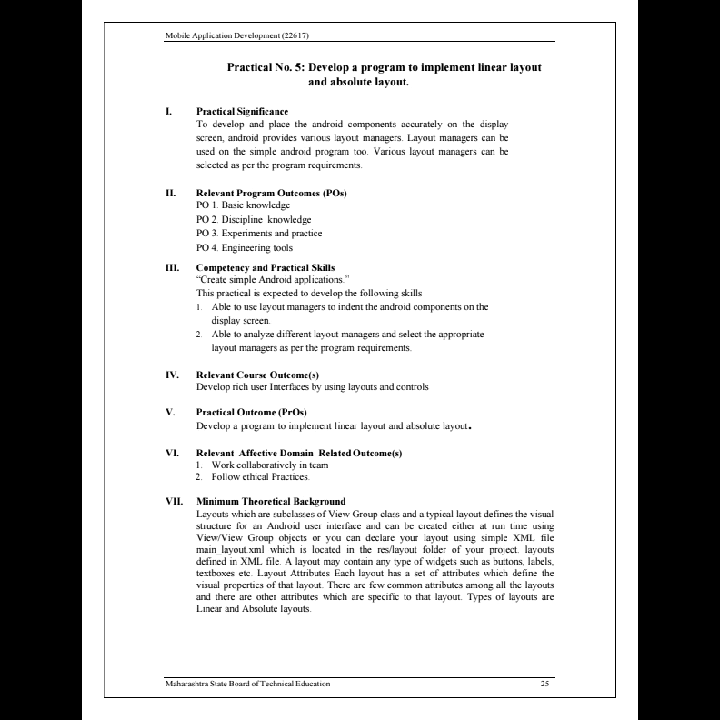 Mobile Application Development (22617)
Practical No. 5: Develop a program to implement linear layout
and absolute layout.
I. Practical Significance
To develop and place the android components accurately on the display
screen, android provides various layout managers. Layout managers can be
used on the simple android program too. Various layout managers can be
selected as per the program requirements.
II. Relevant Program Outcomes (POs)
PO 1. Basic knowledge
PO 2. Discipline knowledge
PO 3. Experiments and practice
PO 4. Engineering tools
III. Competency and Practical Skills
“Create simple Android applications.”
This practical is expected to develop the following skills
1. Able to use layout managers to indent the android components on the
display screen.
2. Able to analyze different layout managers and select the appropriate
layout managers as per the program requirements.
IV. Relevant Course Outcome(s)
Develop rich user Interfaces by using layouts and controls
V. Practical Outcome (PrOs)
Develop a program to implement linear layout and absolute layout.
VI. Relevant Affective Domain Related Outcome(s)
1. Work collaboratively in team
2. Follow ethical Practices.
VII. Minimum Theoretical Background
Layouts which are subclasses of View Group class and a typical layout defines the visual
structure for an Android user interface and can be created either at run time using
View/View Group objects or you can declare your layout using simple XML file
main_layout.xml which is located in the res/layout folder of your project. layouts
defined in XML file. A layout may contain any type of widgets such as buttons, labels,
textboxes etc. Layout Attributes Each layout has a set of attributes which define the
visual properties of that layout. There are few common attributes among all the layouts
and there are other attributes which are specific to that layout. Types of layouts are
Linear and Absolute layouts.
Maharashtra State Board of Technical Education 25